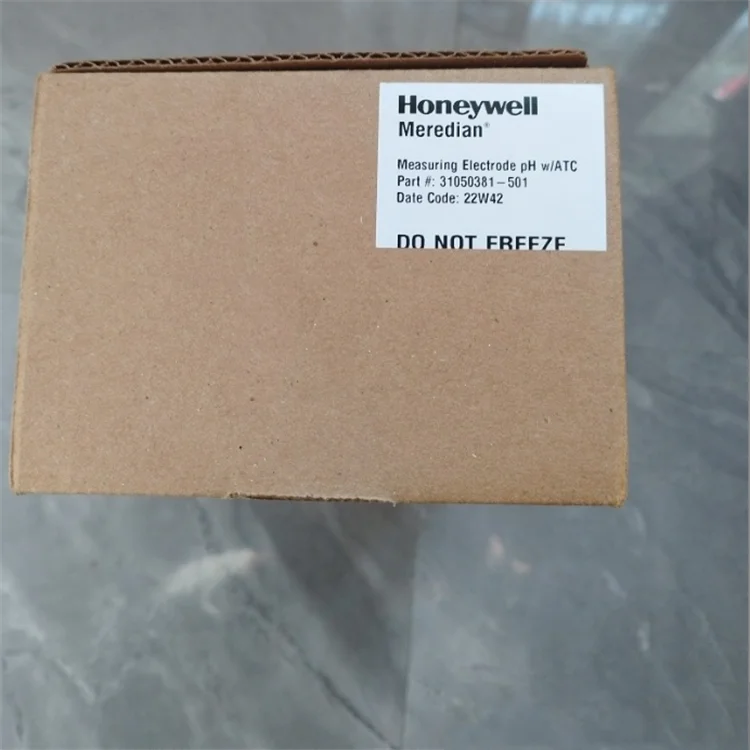 Honeywell
Meredian®
Measuring Electrode pH w/ATC
Part #: 31050381-501
Date Code: 22W42
DO NOT FREEZE